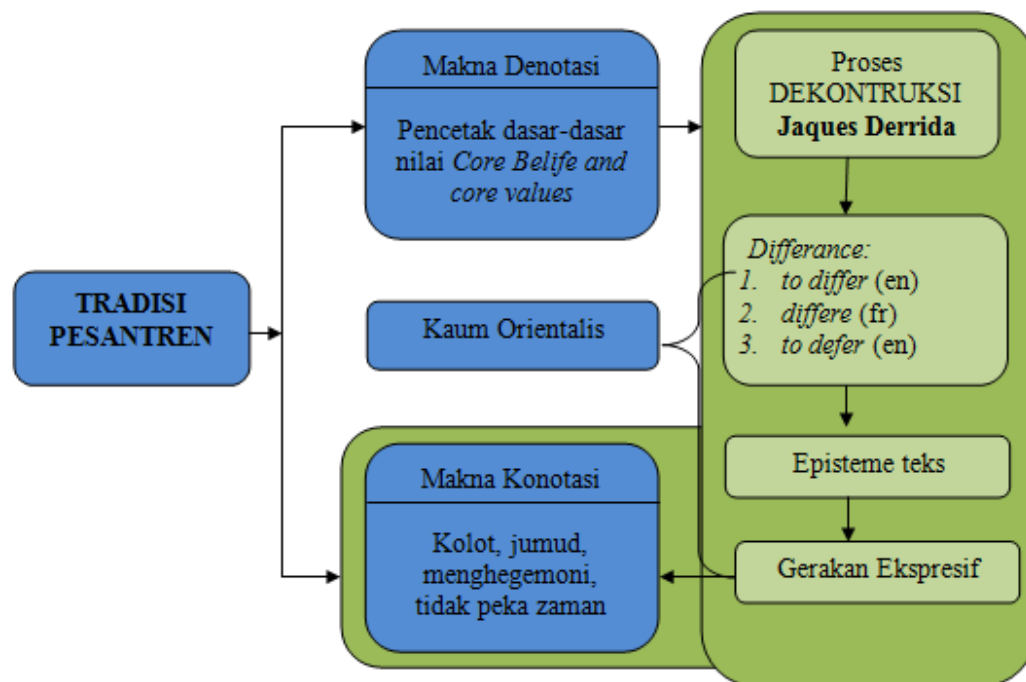 TRADISI
PESANTREN
Makna Denotasi
Pencetak dasar-dasar
nilai Core Belife and
core values
Kaum Orientalis
Makna Konotasi
Kolot, jumud,
menghegemoni,
tidak peka zaman
Proses
DEKONTRUKSI
Jaques Derrida
Differance:
1. to differ (en)
2. differe (fr)
3. to defer (en)
Episteme teks
Gerakan Ekspresif